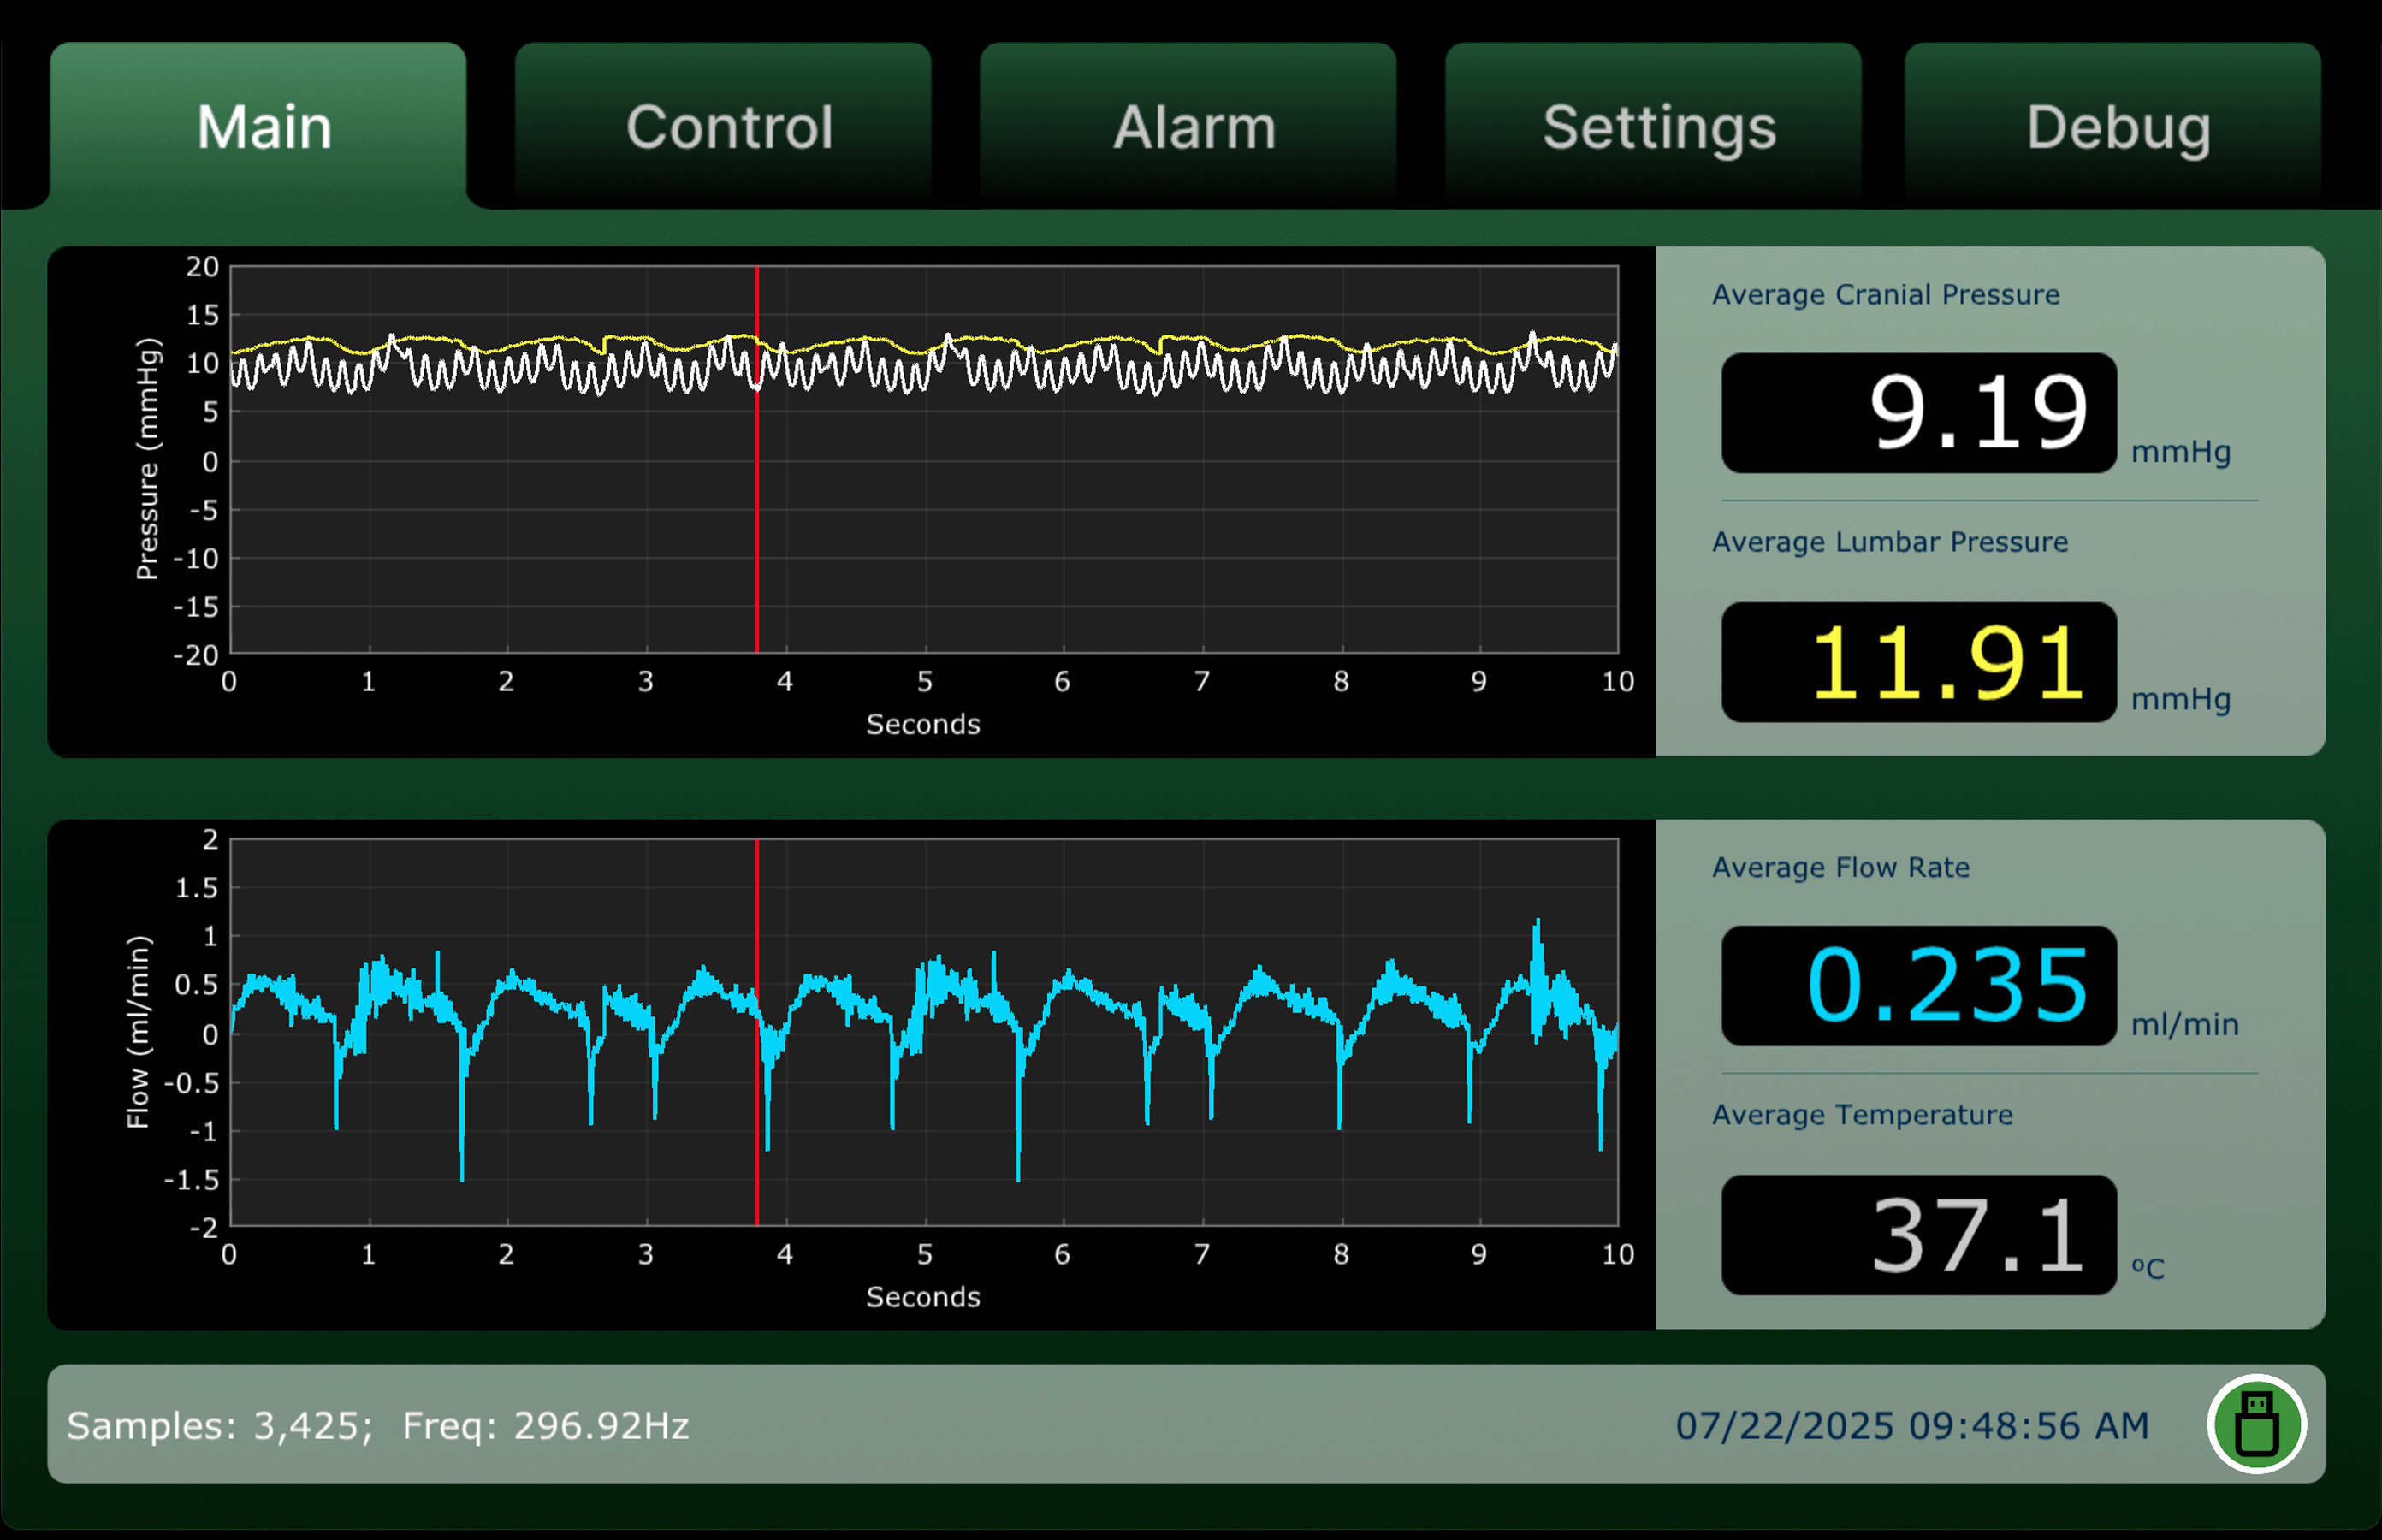 Main Control Alarm Settings Debug
20
15
10
5
0
-5
-10
-15
-20
Pressure (mmHg)
0 1 2 3 4 5 6 7 8 9 10
Seconds
Average Cranial Pressure
9.19 mmHg
Average Lumbar Pressure
11.91 mmHg
2
1.5
1
0.5
0
-0.5
-1
-1.5
-2
Flow (ml/min)
0 1 2 3 4 5 6 7 8 9 10
Seconds
Average Flow Rate
0.235 ml/min
Average Temperature
37.1 ºC
Samples: 3,425; Freq: 296.92Hz
07/22/2025 09:48:56 AM